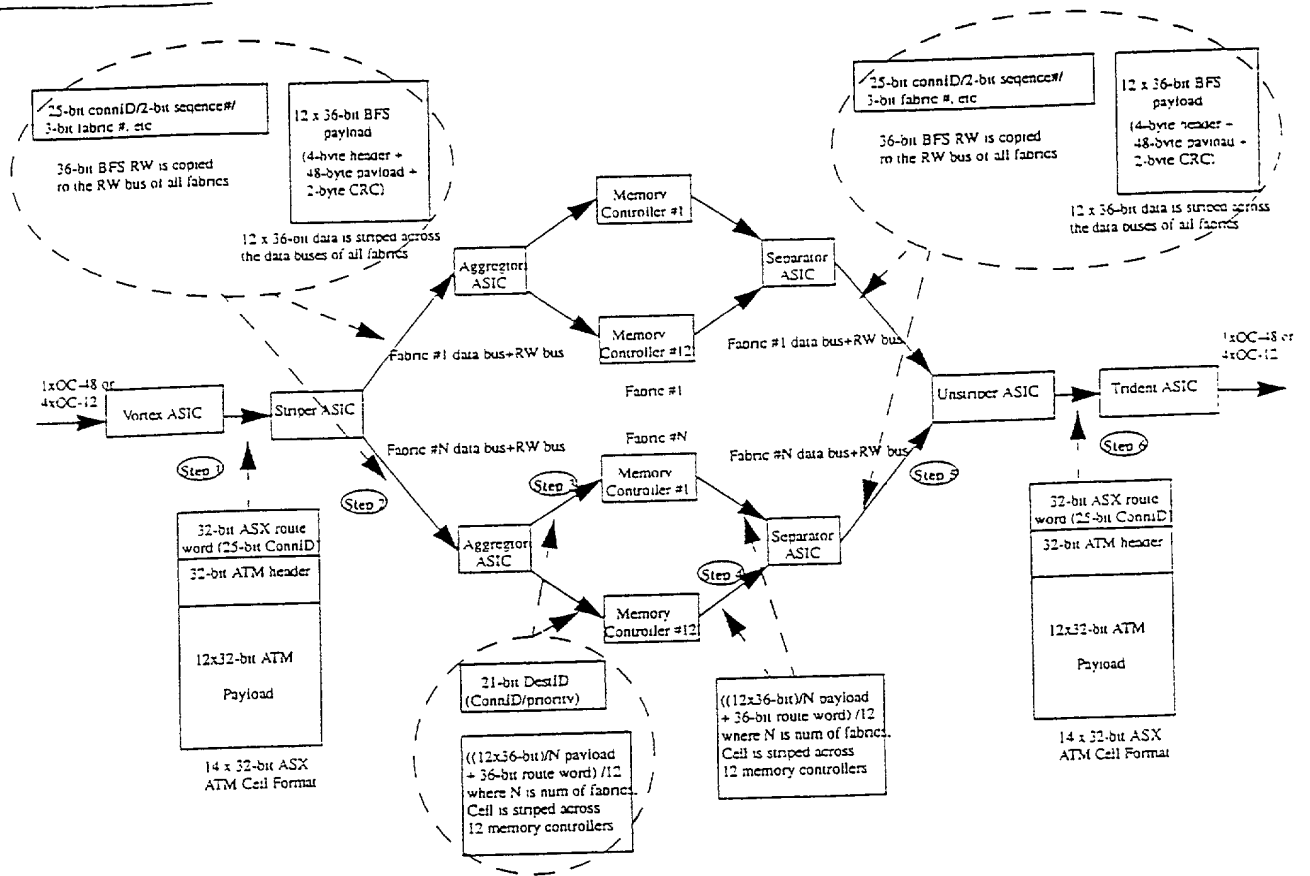 25-bit connID/2-bit seqence#/
3-bit fabric #, etc
36-bit BFS RW is copied
to the RW bus of all fabrics
12 x 36-bit BFS
payload
(4-byte header +
48-byte payload +
2-byte CRC)
12 x 36-bit data is striped across
the data buses of all fabrics
25-bit connID/2-bit seqence#/
3-bit fabric #, etc
36-bit BFS RW is copied
to the RW bus of all fabrics
12 x 36-bit BFS
payload
(4-byte header +
48-byte payload +
2-byte CRC)
12 x 36-bit data is striped across
the data buses of all fabrics
Memory
Controller #1
Aggregtor
ASIC
Separator
ASIC
Memory
Controller #12
Fabric #1 data bus+RW bus
Fabric #1 data bus+RW bus
Fabric #1
1xOC-48 or
4xOC-12
Vortex ASIC
Striper ASIC
Unstriper ASIC
Trident ASIC
1xOC-48 or
4xOC-12
Fabric #N data bus+RW bus
Fabric #N
Fabric #N data bus+RW bus
Step 1
Step 2
Step 3
Memory
Controller #1
Step 5
Step 6
Aggregtor
ASIC
Separator
ASIC
Step 4
Memory
Controller #12
32-bit ASX route
word (25-bit ConnID)
32-bit ATM header
12x32-bit ATM
Payload
14 x 32-bit ASX
ATM Cell Format
21-bit DestID
(ConnID/priority)
((12x36-bit)/N payload
+ 36-bit route word) /12
where N is num of fabrics.
Cell is striped across
12 memory controllers
((12x36-bit)/N payload
+ 36-bit route word) /12
where N is num of fabrics.
Cell is striped across
12 memory controllers
32-bit ASX route
word (25-bit ConnID)
32-bit ATM header
12x32-bit ATM
Payload
14 x 32-bit ASX
ATM Cell Format